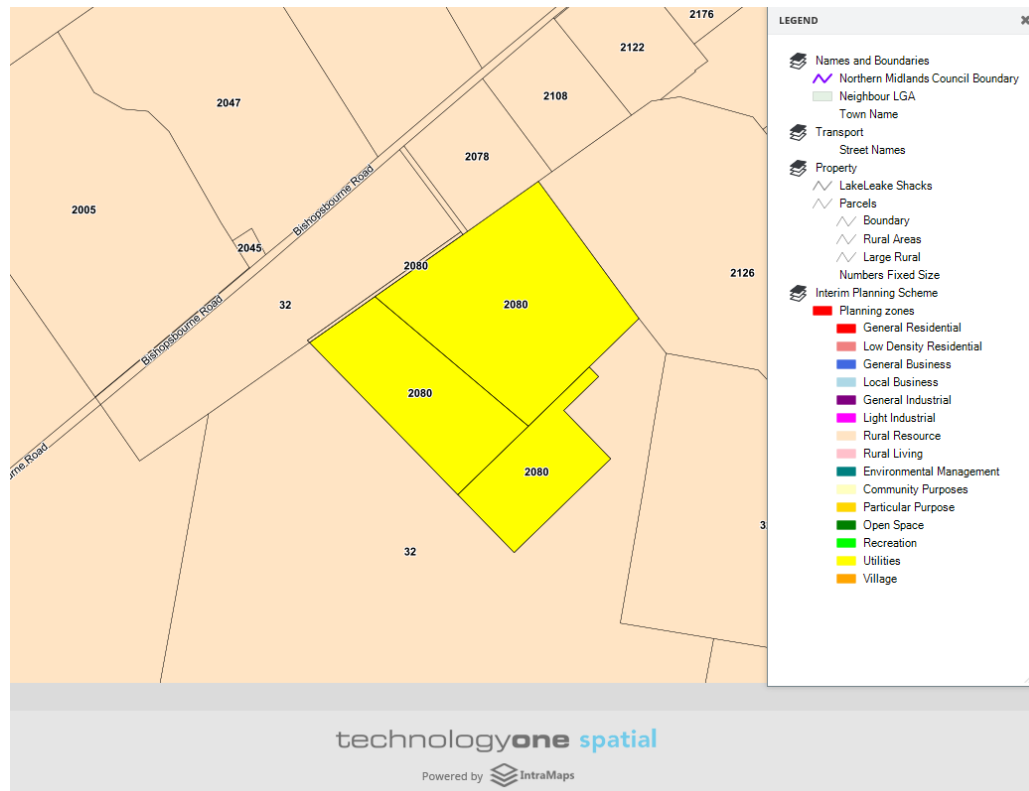 2176
2122
2047
2108
2078
Bishopsbourne Road
2005
2045
2080
2126
32
2080
Bishopsbourne Road
2080
urne Road
2080
32
3
LEGEND
Names and Boundaries
Northern Midlands Council Boundary
Neighbour LGA
Town Name
Transport
Street Names
Property
LakeLeake Shacks
Parcels
Boundary
Rural Areas
Large Rural
Numbers Fixed Size
Interim Planning Scheme
Planning zones
General Residential
Low Density Residential
General Business
Local Business
General Industrial
Light Industrial
Rural Resource
Rural Living
Environmental Management
Community Purposes
Particular Purpose
Open Space
Recreation
Utilities
Village
technologyone spatial
Powered by IntraMaps